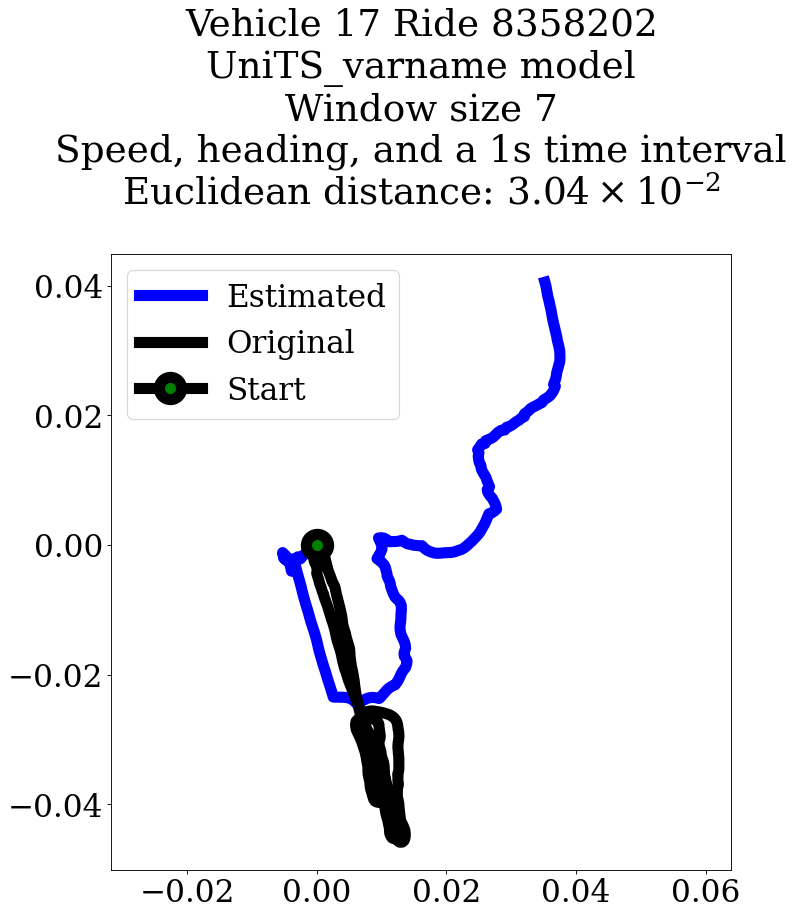 Vehicle 17 Ride 8358202
UniTS_varname model
Window size 7
Speed, heading, and a 1s time interval
Euclidean distance: 3.04 × 10⁻²
Estimated
Original
Start
0.04
0.02
0.00
−0.02
−0.04
−0.02 0.00 0.02 0.04 0.06